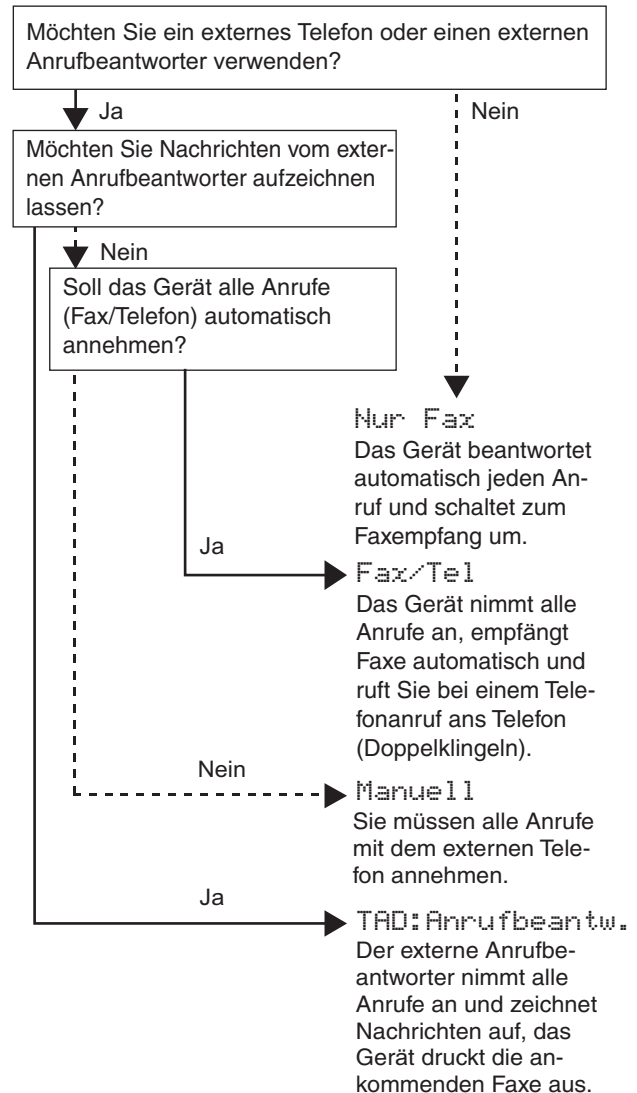 Möchten Sie ein externes Telefon oder einen externen
Anrufbeantworter verwenden?
Ja
Nein
Möchten Sie Nachrichten vom exter-
nen Anrufbeantworter aufzeichnen
lassen?
Nein
Soll das Gerät alle Anrufe
(Fax/Telefon) automatisch
annehmen?
Nur Fax
Das Gerät beantwortet
automatisch jeden An-
ruf und schaltet zum
Faxempfang um.
Ja
Fax/Tel
Das Gerät nimmt alle
Anrufe an, empfängt
Faxe automatisch und
ruft Sie bei einem Tele-
fonanruf ans Telefon
(Doppelklingeln).
Nein
Manuell
Sie müssen alle Anrufe
mit dem externen Tele-
fon annehmen.
Ja
TAD:Anrufbeantw.
Der externe Anrufbe-
antworter nimmt alle
Anrufe an und zeichnet
Nachrichten auf, das
Gerät druckt die an-
kommenden Faxe aus.